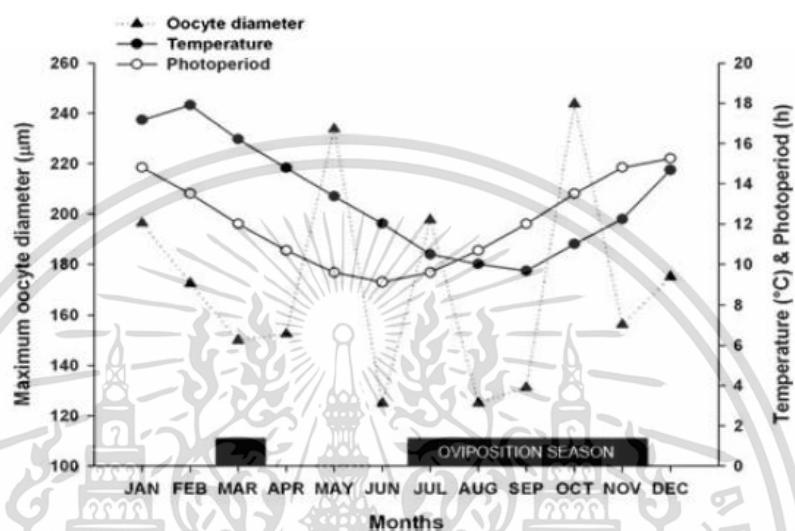 Oocyte diameter
Temperature
Photoperiod
260
240
220
200
180
160
140
120
100
Maximum oocyte diameter (μm)
20
18
16
14
12
10
8
6
4
2
0
Temperature (°C) & Photoperiod (h)
OVIPOSITION SEASON
JAN FEB MAR APR MAY JUN JUL AUG SEP OCT NOV DEC
Months